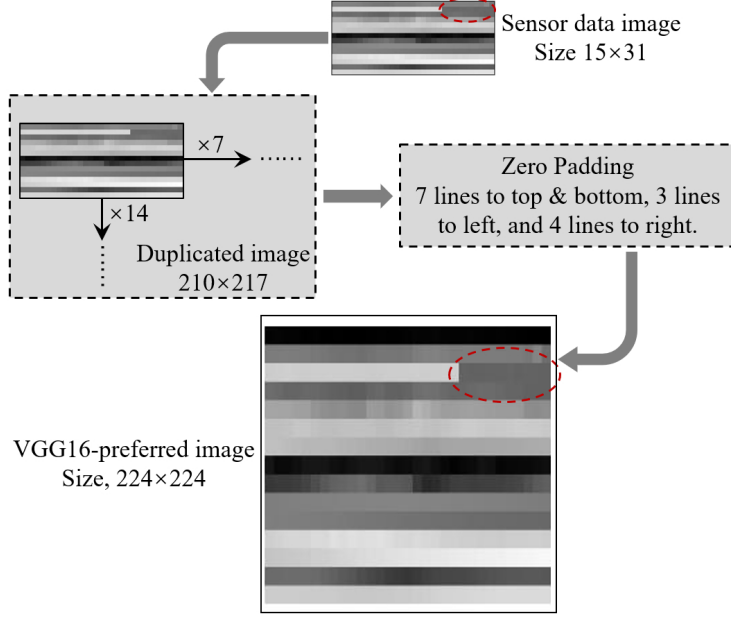 Sensor data image
Size 15×31
×7
......
×14
......
Duplicated image
210×217
Zero Padding
7 lines to top & bottom, 3 lines
to left, and 4 lines to right.
VGG16-preferred image
Size, 224×224